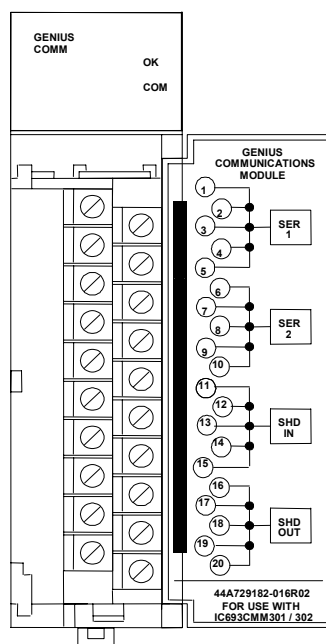 GENIUS
COMM
OK
COM
GENIUS
COMMUNICATIONS
MODULE
1
2
3
4
5
SER
1
6
7
8
9
10
SER
2
11
12
13
14
15
SHD
IN
16
17
18
19
20
SHD
OUT
44A729182-016R02
FOR USE WITH
IC693CMM301 / 302